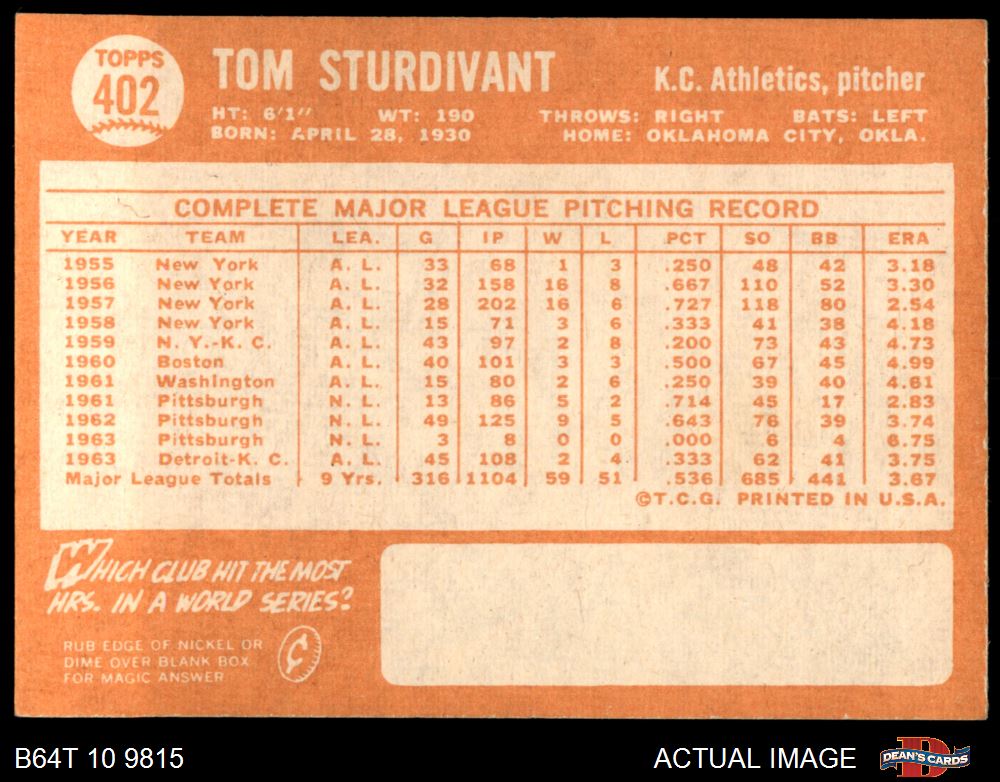 TOPPS
402
TOM STURDIVANT
K.C. Athletics, pitcher
HT: 6'1" WT: 190 THROWS: RIGHT BATS: LEFT
BORN: APRIL 28, 1930 HOME: OKLAHOMA CITY, OKLA.
COMPLETE MAJOR LEAGUE PITCHING RECORD
YEAR TEAM LEA. G IP W L PCT SO BB ERA
1955 New York A. L. 33 68 1 3 .250 48 42 3.18
1956 New York A. L. 32 158 16 8 .667 110 52 3.30
1957 New York A. L. 28 202 16 6 .727 118 80 2.54
1958 New York A. L. 15 71 3 6 .333 41 38 4.18
1959 N. Y.-K. C. A. L. 43 97 2 8 .200 73 43 4.73
1960 Boston A. L. 40 101 3 3 .500 67 45 4.99
1961 Washington A. L. 15 80 2 6 .250 39 40 4.61
1961 Pittsburgh N. L. 13 86 5 2 .714 45 17 2.83
1962 Pittsburgh N. L. 49 125 9 5 .643 76 39 3.74
1963 Pittsburgh N. L. 3 8 0 0 .000 6 4 6.75
1963 Detroit-K. C. A. L. 45 108 2 4 .333 62 41 3.75
Major League Totals 9 Yrs. 316 1104 59 51 .536 685 441 3.67
©T.C.G. PRINTED IN U.S.A.
WHICH CLUB HIT THE MOST
HRS. IN A WORLD SERIES?
RUB EDGE OF NICKEL OR
DIME OVER BLANK BOX
FOR MAGIC ANSWER
¢
B64T 10 9815
ACTUAL IMAGE
DEAN'S CARDS